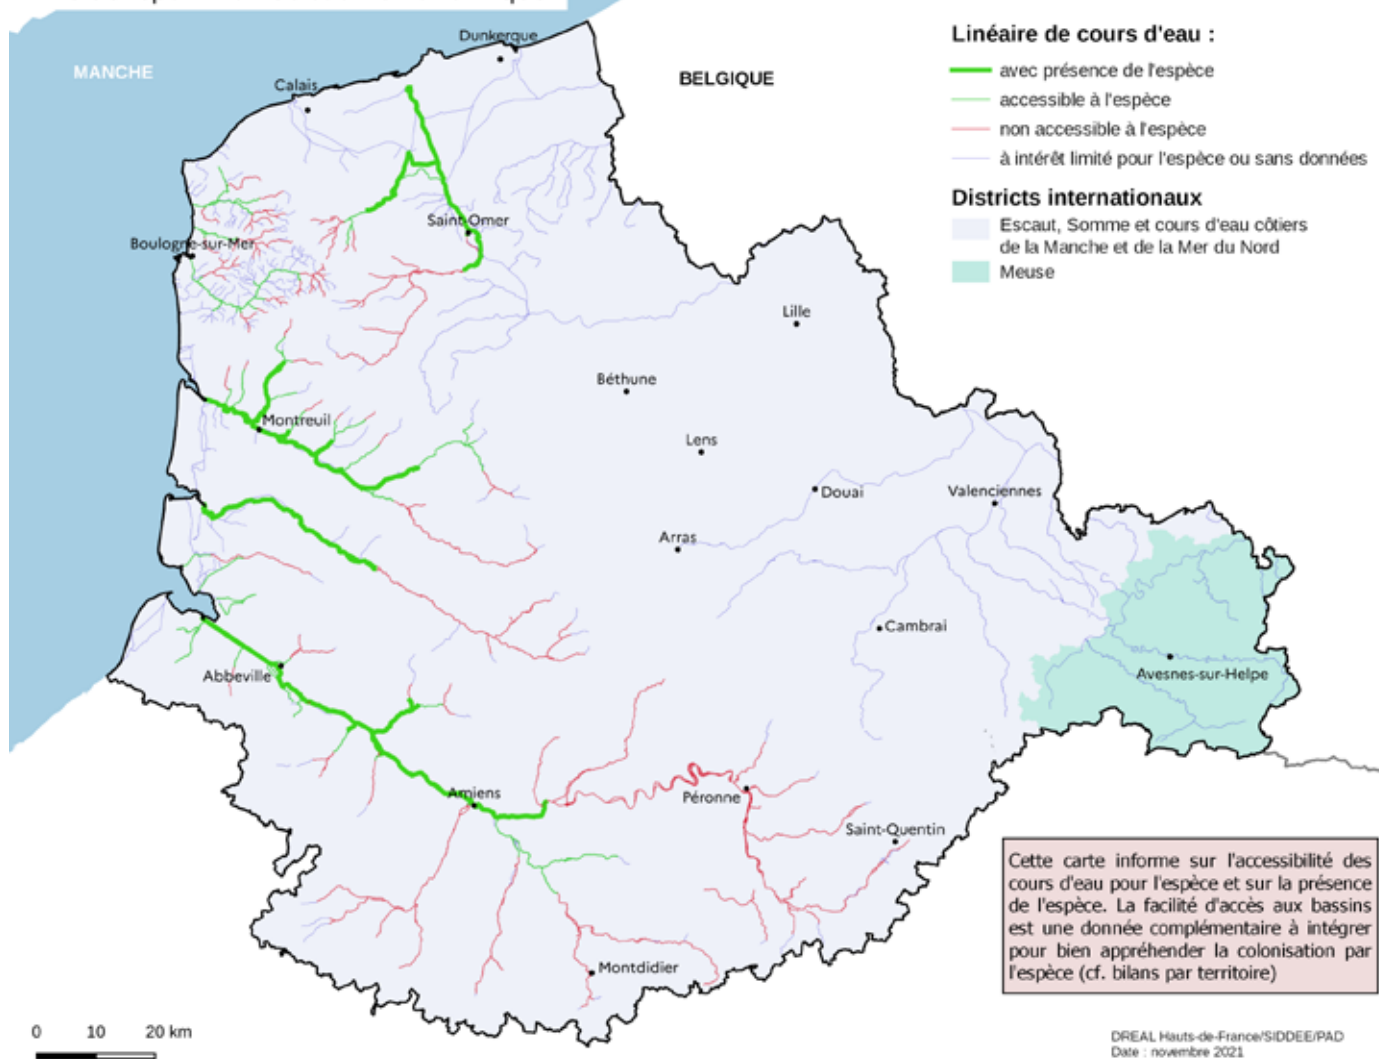 Dunkerque
MANCHE
Calais
BELGIQUE
Saint-Omer
Boulogne-sur-Mer
Lille
Béthune
Montreuil
Lens
Douai
Valenciennes
Arras
Cambrai
Abbeville
Avesnes-sur-Helpe
Amiens
Péronne
Saint-Quentin
Montdidier
Linéaire de cours d'eau :
avec présence de l'espèce
accessible à l'espèce
non accessible à l'espèce
à intérêt limité pour l'espèce ou sans données
Districts internationaux
Escaut, Somme et cours d'eau côtiers
de la Manche et de la Mer du Nord
Meuse
Cette carte informe sur l'accessibilité des
cours d'eau pour l'espèce et sur la présence
de l'espèce. La facilité d'accès aux bassins
est une donnée complémentaire à intégrer
pour bien appréhender la colonisation par
l'espèce (cf. bilans par territoire)
0 10 20 km
DREAL Hauts-de-France/SIDDEE/PAD
Date : novembre 2021